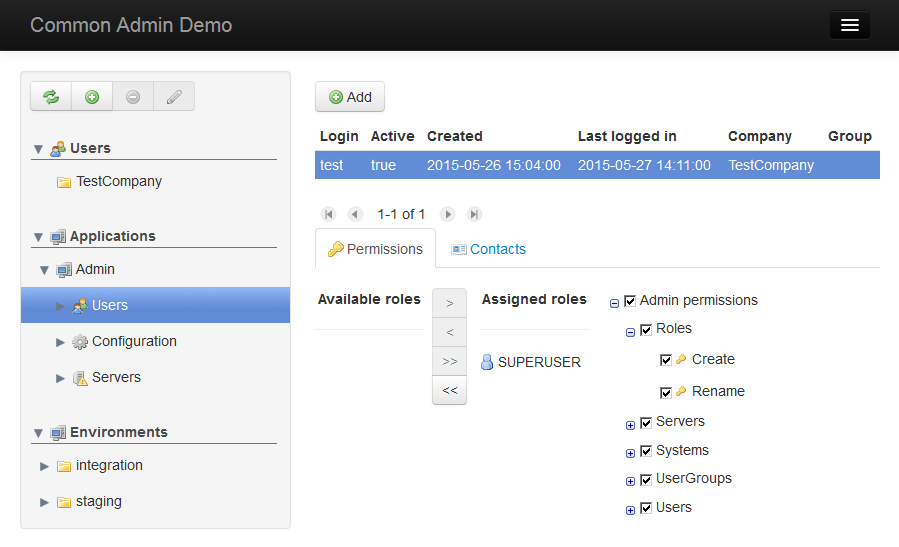 Common Admin Demo
Users
TestCompany
Applications
Admin
Users
Configuration
Servers
Environments
integration
staging
Add
Login Active Created Last logged in Company Group
test true 2015-05-26 15:04:00 2015-05-27 14:11:00 TestCompany
1-1 of 1
Permissions Contacts
Available roles
>
<
>>
<<
Assigned roles
SUPERUSER
Admin permissions
Roles
Create
Rename
Servers
Systems
UserGroups
Users